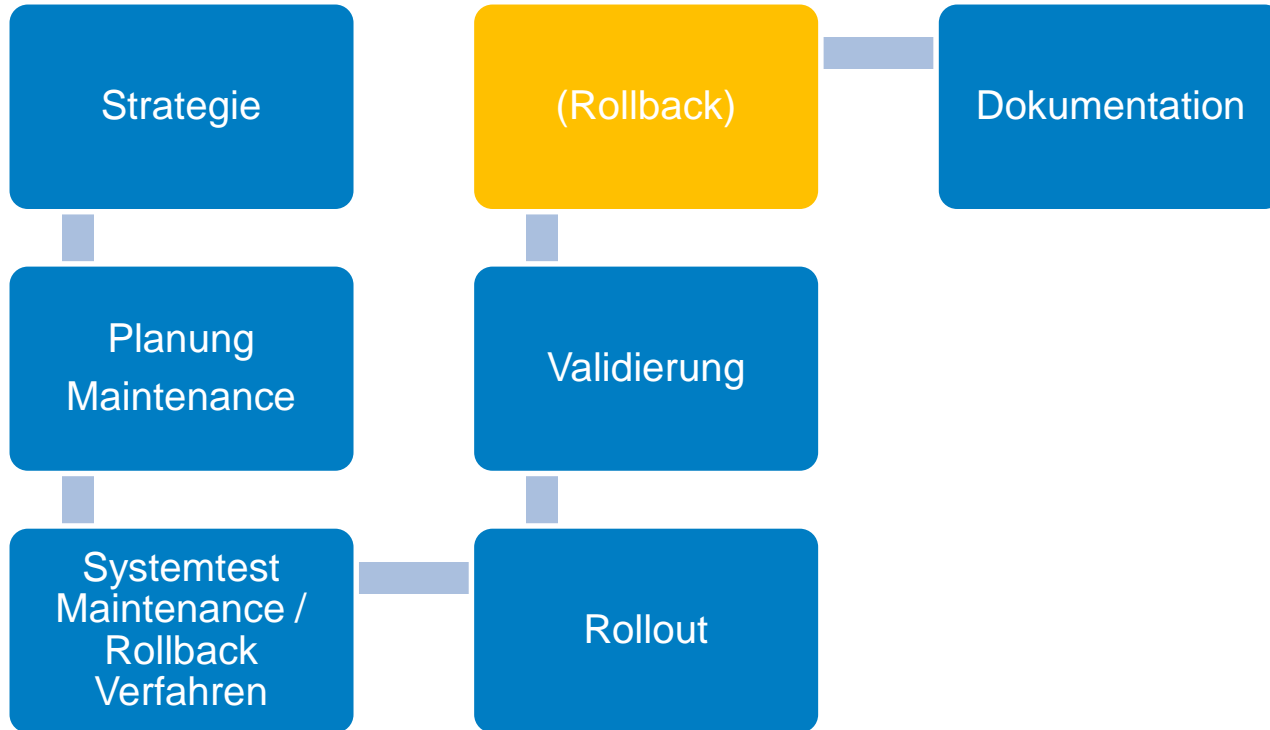 Strategie
(Rollback)
Dokumentation
Planung
Maintenance
Validierung
Systemtest
Maintenance /
Rollback
Verfahren
Rollout